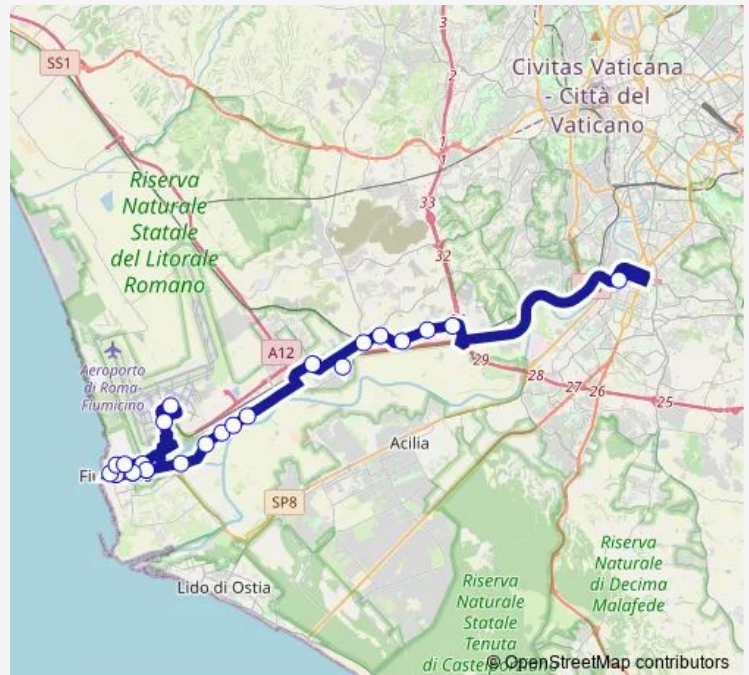 SS1
3
2
Civitas Vaticana
- Città del
Vaticano
1
1
Riserva
Naturale
Statale
del Litorale
Romano
33
32
A12
Aeroporto
di Roma-
Fiumicino
29
28
27
26
25
Acilia
SP8
Lido di Ostia
Riserva
Naturale
Statale
Tenuta
di Castelporziano
Riserva
Naturale
di Decima
Malafede
© OpenStreetMap contributors